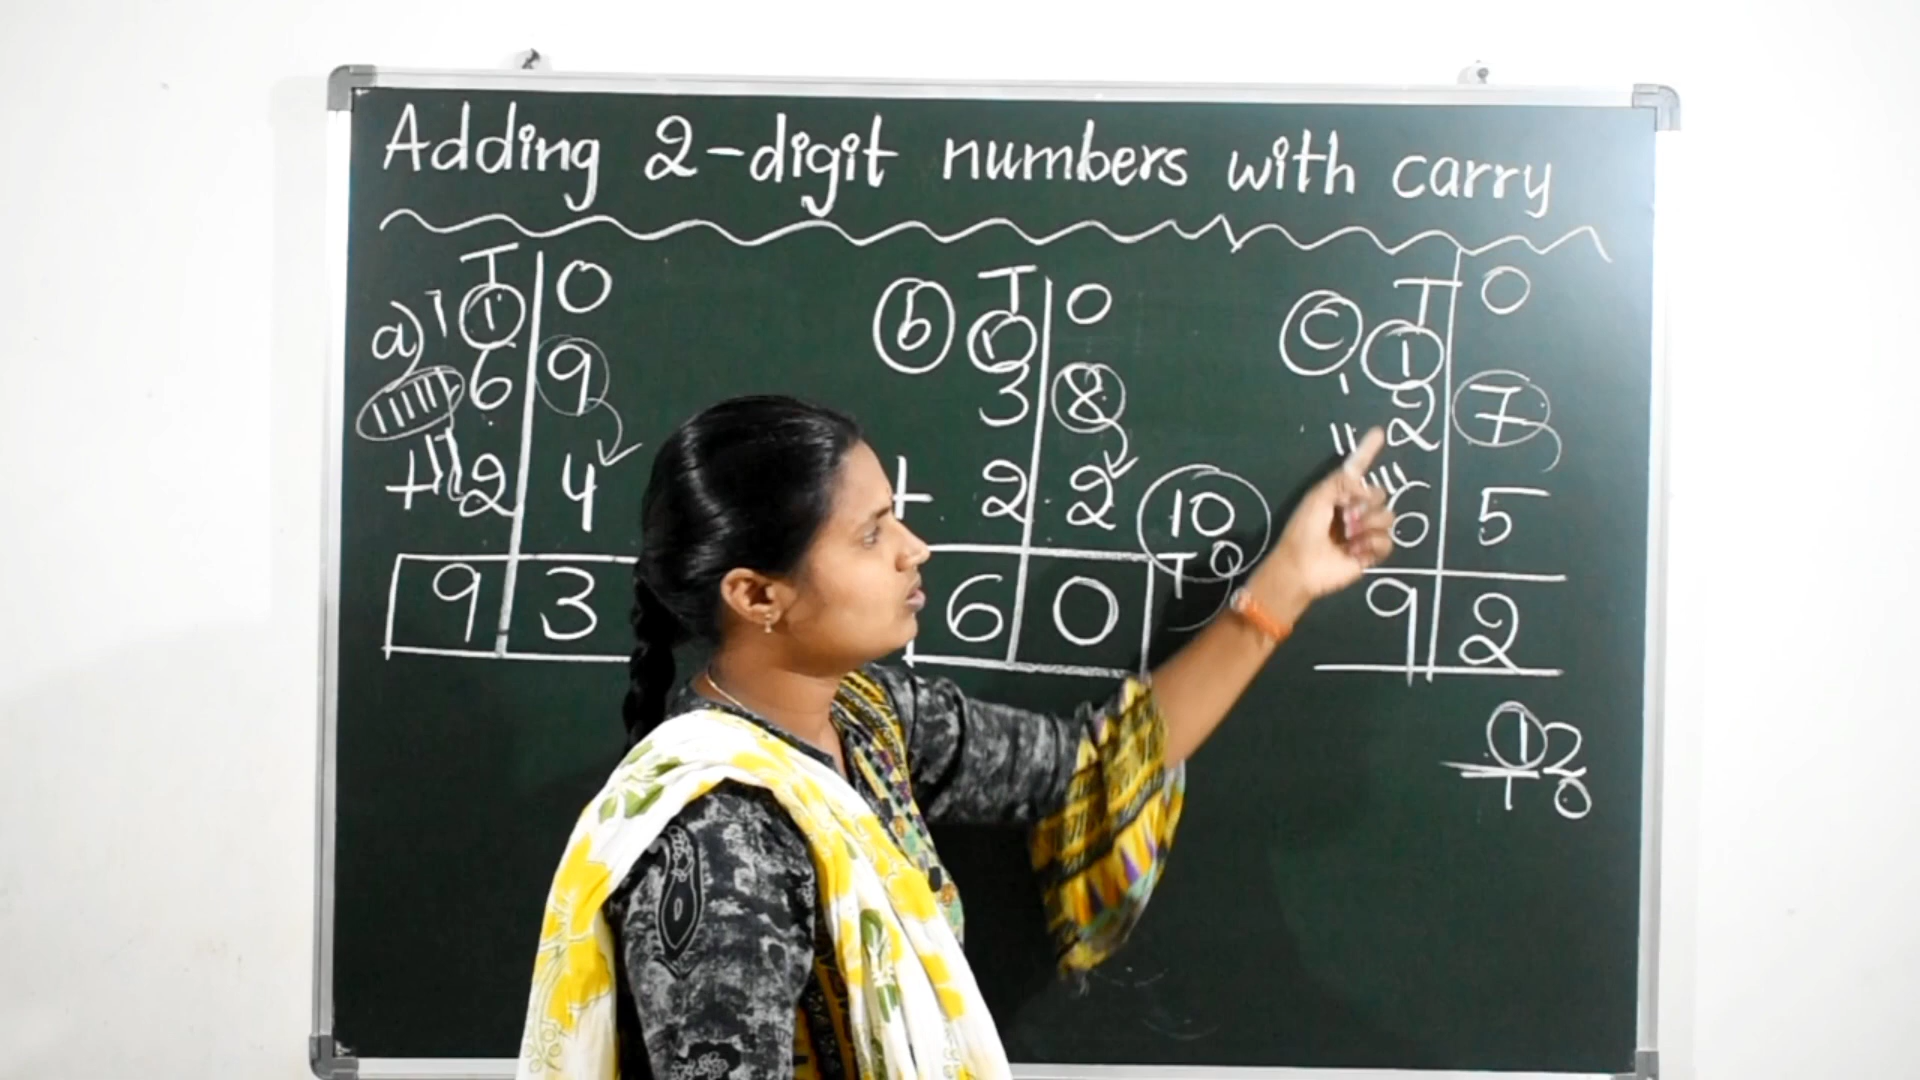 Adding 2-digit numbers with carry
a) T O
1 1
6 9
+ 2 4
9 3
b T O
1
3 8
+ 2 2
6 0
10
T O
C T O
1
2 7
6 5
9 2
12
T O